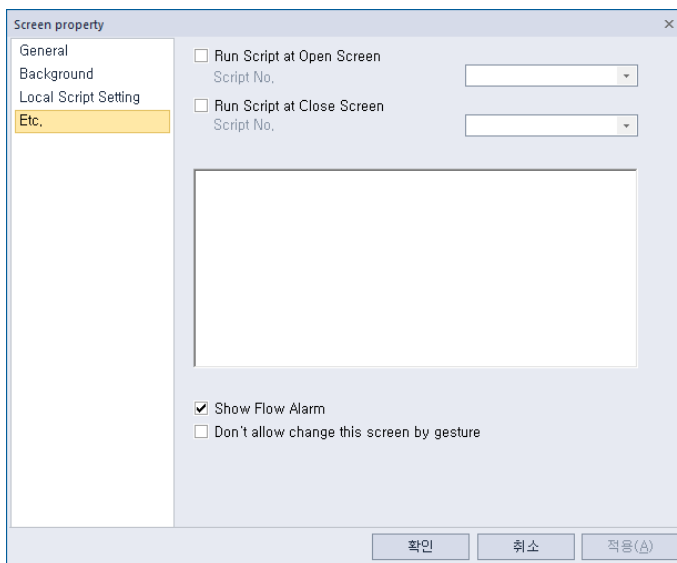 Screen property
General
Background
Local Script Setting
Etc.
Run Script at Open Screen
Script No.
Run Script at Close Screen
Script No.
Show Flow Alarm
Don't allow change this screen by gesture
확인
취소
적용(A)